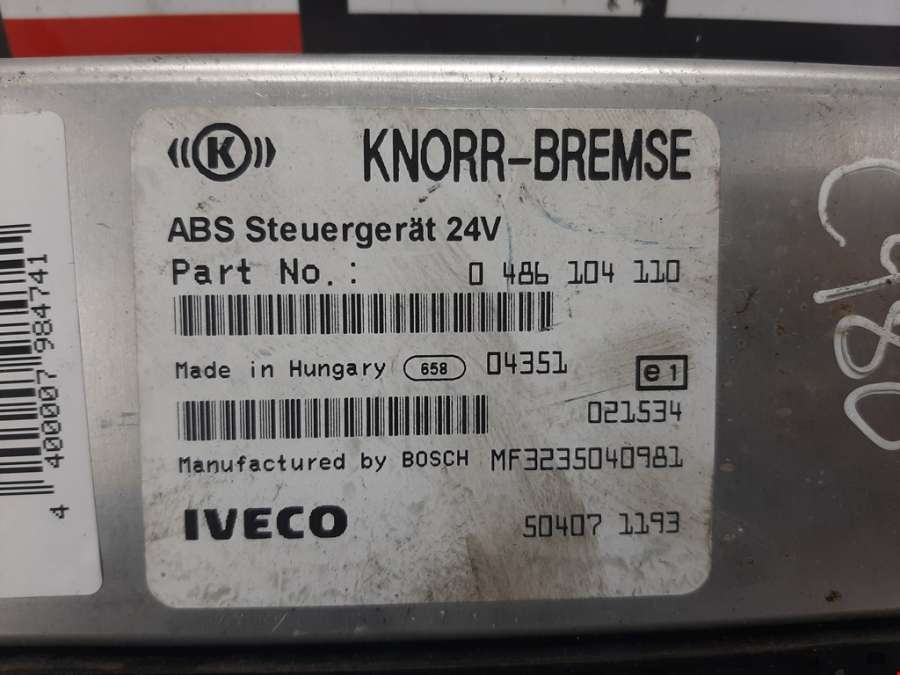 K KNORR-BREMSE
ABS Steuergerät 24V
Part No.: 0 486 104 110
Made in Hungary 658 04351 e1
021534
Manufactured by BOSCH MF3235040981
IVECO 50407 1193
4 400007 984741
C980